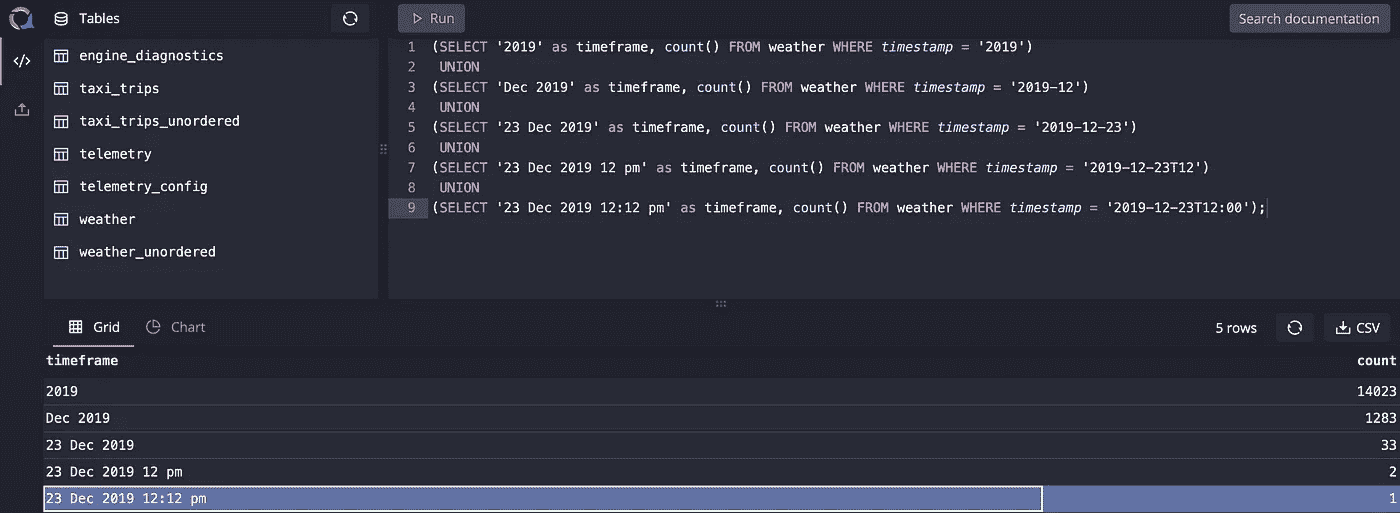 Tables
Run
Search documentation
engine_diagnostics
taxi_trips
taxi_trips_unordered
telemetry
telemetry_config
weather
weather_unordered
1 (SELECT '2019' as timeframe, count() FROM weather WHERE timestamp = '2019')
2 UNION
3 (SELECT 'Dec 2019' as timeframe, count() FROM weather WHERE timestamp = '2019-12')
4 UNION
5 (SELECT '23 Dec 2019' as timeframe, count() FROM weather WHERE timestamp = '2019-12-23')
6 UNION
7 (SELECT '23 Dec 2019 12 pm' as timeframe, count() FROM weather WHERE timestamp = '2019-12-23T12')
8 UNION
9 (SELECT '23 Dec 2019 12:12 pm' as timeframe, count() FROM weather WHERE timestamp = '2019-12-23T12:00');
Grid Chart 5 rows CSV
timeframe count
2019 14023
Dec 2019 1283
23 Dec 2019 33
23 Dec 2019 12 pm 2
23 Dec 2019 12:12 pm 1